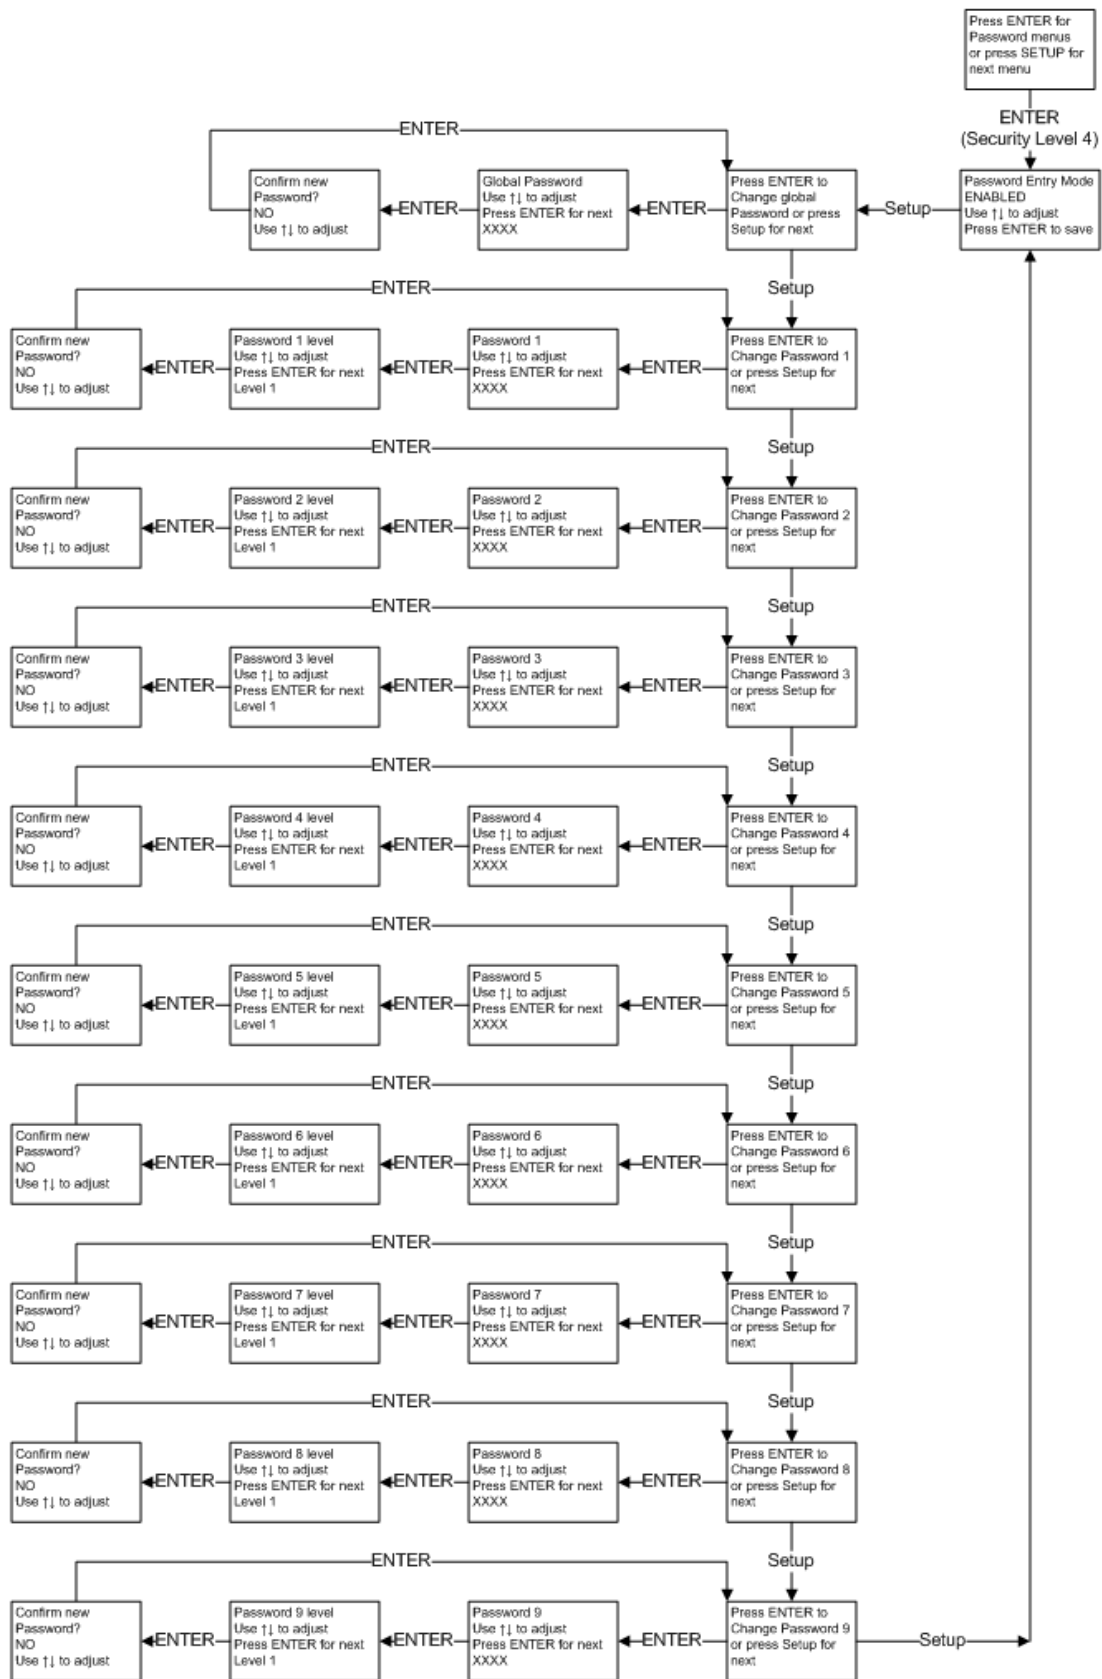 Press ENTER for
Password menus
or press SETUP for
next menu
ENTER
(Security Level 4)
ENTER
Confirm new
Password?
NO
Use ↑↓ to adjust
ENTER
Global Password
Use ↑↓ to adjust
Press ENTER for next
XXXX
ENTER
Press ENTER to
Change global
Password or press
Setup for next
Setup
Password Entry Mode
ENABLED
Use ↑↓ to adjust
Press ENTER to save
ENTER
Setup
Confirm new
Password?
NO
Use ↑↓ to adjust
ENTER
Password 1 level
Use ↑↓ to adjust
Press ENTER for next
Level 1
ENTER
Password 1
Use ↑↓ to adjust
Press ENTER for next
XXXX
ENTER
Press ENTER to
Change Password 1
or press Setup for
next
ENTER
Setup
Confirm new
Password?
NO
Use ↑↓ to adjust
ENTER
Password 2 level
Use ↑↓ to adjust
Press ENTER for next
Level 1
ENTER
Password 2
Use ↑↓ to adjust
Press ENTER for next
XXXX
ENTER
Press ENTER to
Change Password 2
or press Setup for
next
ENTER
Setup
Confirm new
Password?
NO
Use ↑↓ to adjust
ENTER
Password 3 level
Use ↑↓ to adjust
Press ENTER for next
Level 1
ENTER
Password 3
Use ↑↓ to adjust
Press ENTER for next
XXXX
ENTER
Press ENTER to
Change Password 3
or press Setup for
next
ENTER
Setup
Confirm new
Password?
NO
Use ↑↓ to adjust
ENTER
Password 4 level
Use ↑↓ to adjust
Press ENTER for next
Level 1
ENTER
Password 4
Use ↑↓ to adjust
Press ENTER for next
XXXX
ENTER
Press ENTER to
Change Password 4
or press Setup for
next
ENTER
Setup
Confirm new
Password?
NO
Use ↑↓ to adjust
ENTER
Password 5 level
Use ↑↓ to adjust
Press ENTER for next
Level 1
ENTER
Password 5
Use ↑↓ to adjust
Press ENTER for next
XXXX
ENTER
Press ENTER to
Change Password 5
or press Setup for
next
ENTER
Setup
Confirm new
Password?
NO
Use ↑↓ to adjust
ENTER
Password 6 level
Use ↑↓ to adjust
Press ENTER for next
Level 1
ENTER
Password 6
Use ↑↓ to adjust
Press ENTER for next
XXXX
ENTER
Press ENTER to
Change Password 6
or press Setup for
next
ENTER
Setup
Confirm new
Password?
NO
Use ↑↓ to adjust
ENTER
Password 7 level
Use ↑↓ to adjust
Press ENTER for next
Level 1
ENTER
Password 7
Use ↑↓ to adjust
Press ENTER for next
XXXX
ENTER
Press ENTER to
Change Password 7
or press Setup for
next
ENTER
Setup
Confirm new
Password?
NO
Use ↑↓ to adjust
ENTER
Password 8 level
Use ↑↓ to adjust
Press ENTER for next
Level 1
ENTER
Password 8
Use ↑↓ to adjust
Press ENTER for next
XXXX
ENTER
Press ENTER to
Change Password 8
or press Setup for
next
ENTER
Setup
Confirm new
Password?
NO
Use ↑↓ to adjust
ENTER
Password 9 level
Use ↑↓ to adjust
Press ENTER for next
Level 1
ENTER
Password 9
Use ↑↓ to adjust
Press ENTER for next
XXXX
ENTER
Press ENTER to
Change Password 9
or press Setup for
next
Setup